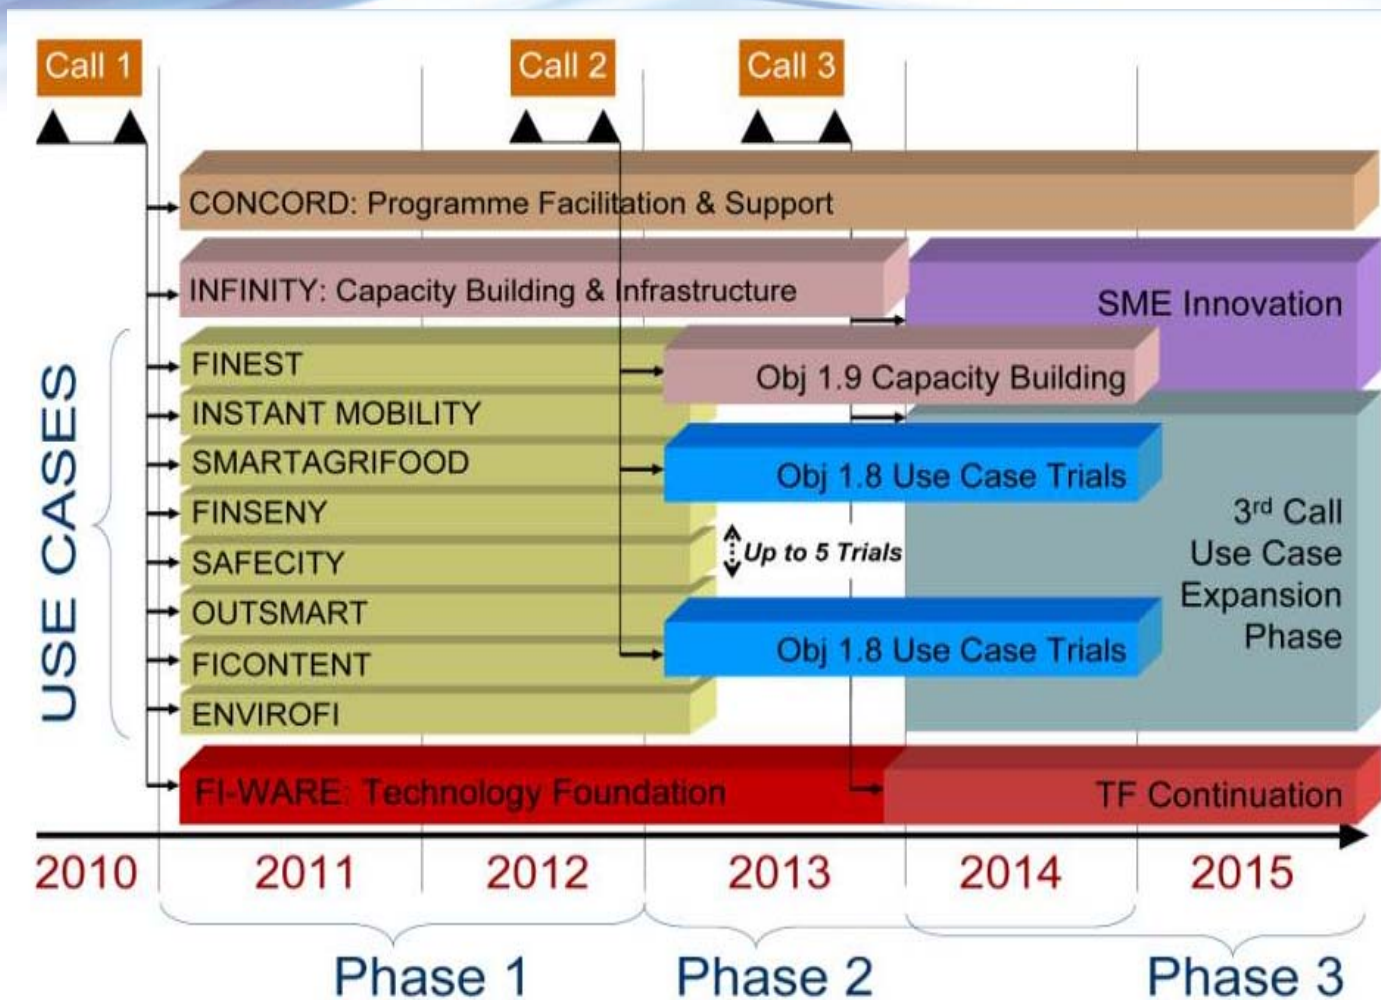 Call 1
Call 2
Call 3
CONCORD: Programme Facilitation & Support
INFINITY: Capacity Building & Infrastructure
SME Innovation
USE CASES
FINEST
Obj 1.9 Capacity Building
INSTANT MOBILITY
SMARTAGRIFOOD
Obj 1.8 Use Case Trials
FINSENY
3rd Call
Use Case
Expansion
Phase
SAFECITY
Up to 5 Trials
OUTSMART
FICONTENT
Obj 1.8 Use Case Trials
ENVIROFI
FI-WARE: Technology Foundation
TF Continuation
2010
2011
2012
2013
2014
2015
Phase 1
Phase 2
Phase 3